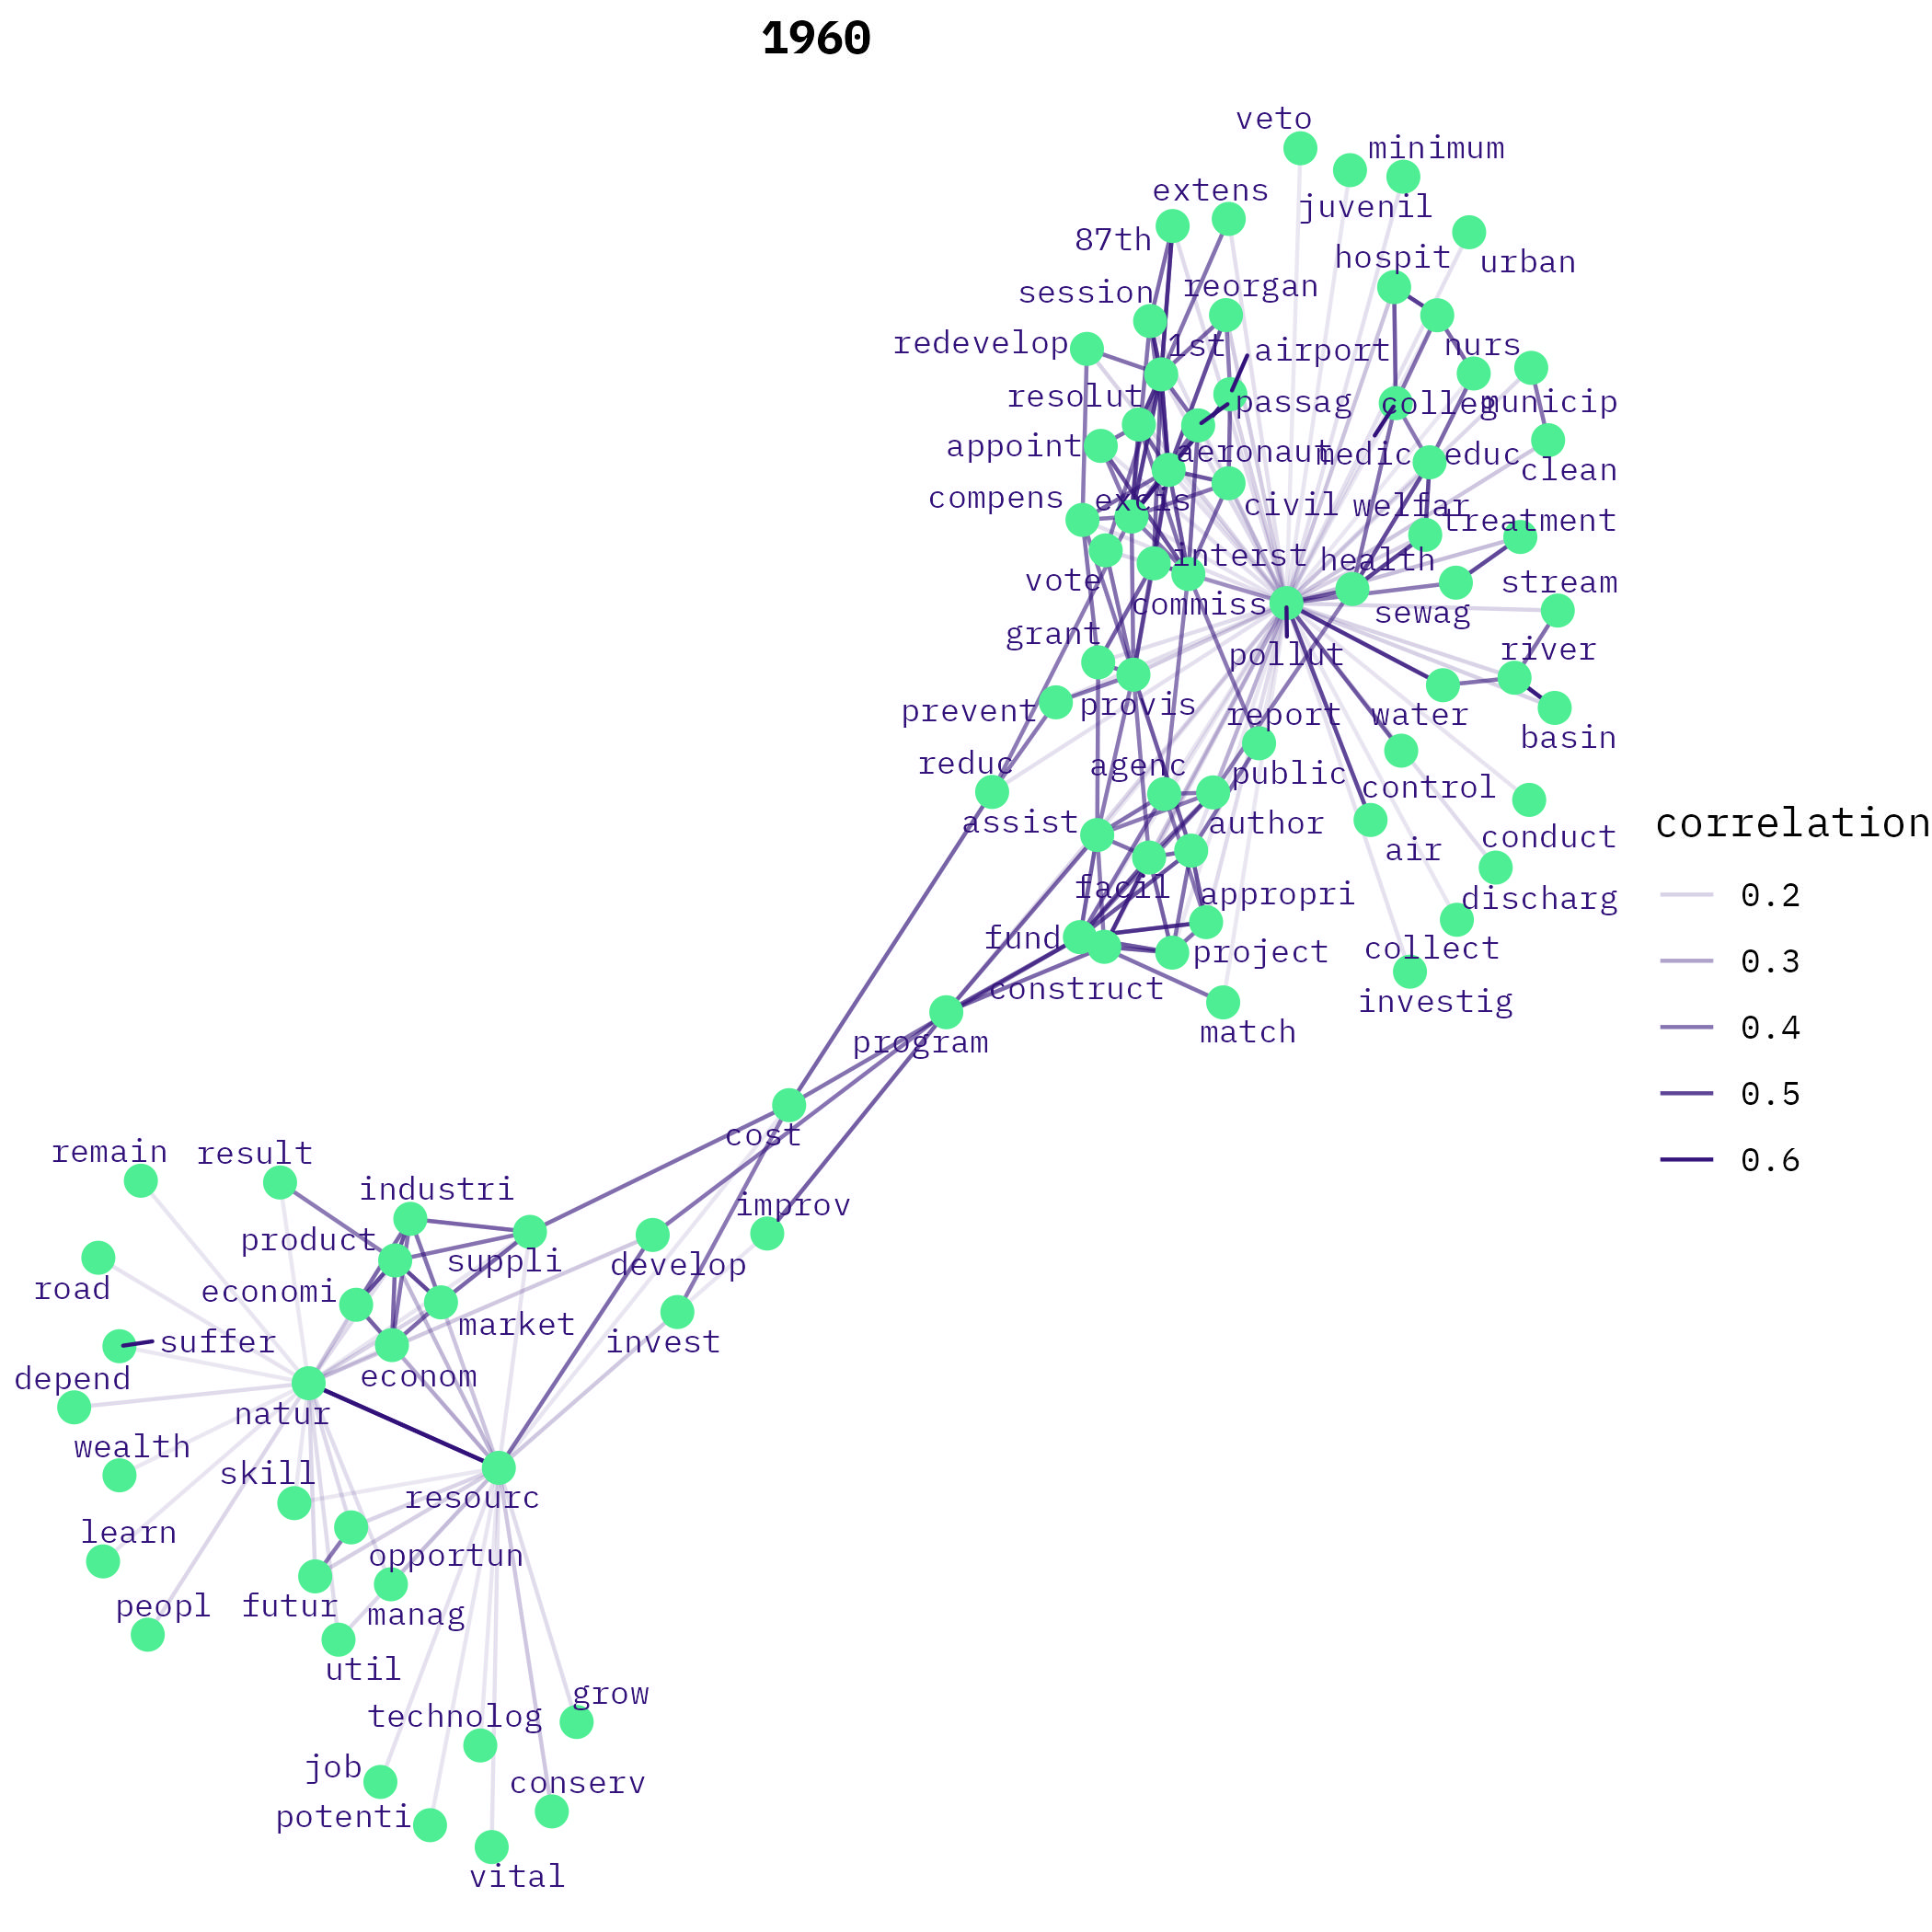 1960
veto
minimum
extens
juvenil
87th
hospit
urban
session
reorgan
redevelop
1st
airport
nurs
resolut
passag
colleg
municip
appoint
aeronaut
medic
educ
clean
compens
excis
civil
welfar
treatment
vote
interst
health
stream
commiss
sewag
grant
pollut
river
prevent
provis
report
water
basin
reduc
agenc
public
control
assist
author
air
conduct
facil
appropri
discharg
fund
project
collect
construct
investig
program
match
correlation
0.2
0.3
0.4
0.5
0.6
cost
remain
result
industri
improv
product
suppli
develop
road
economi
market
suffer
invest
depend
econom
natur
wealth
skill
resourc
learn
opportun
peopl
futur
manag
util
grow
technolog
job
conserv
potenti
vital